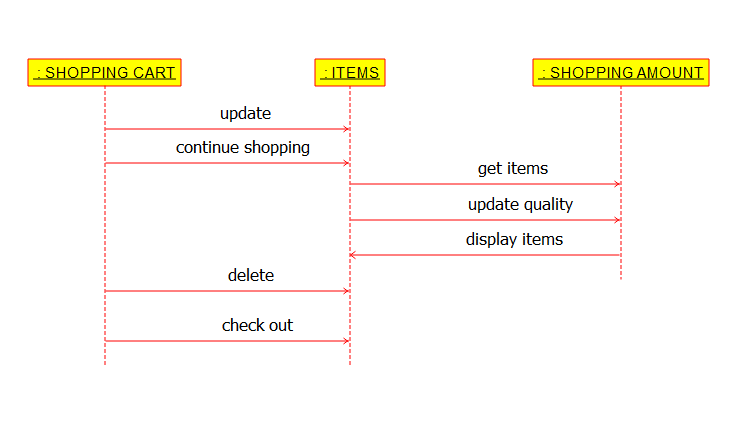 : SHOPPING CART
: ITEMS
: SHOPPING AMOUNT
update
continue shopping
get items
update quality
display items
delete
check out